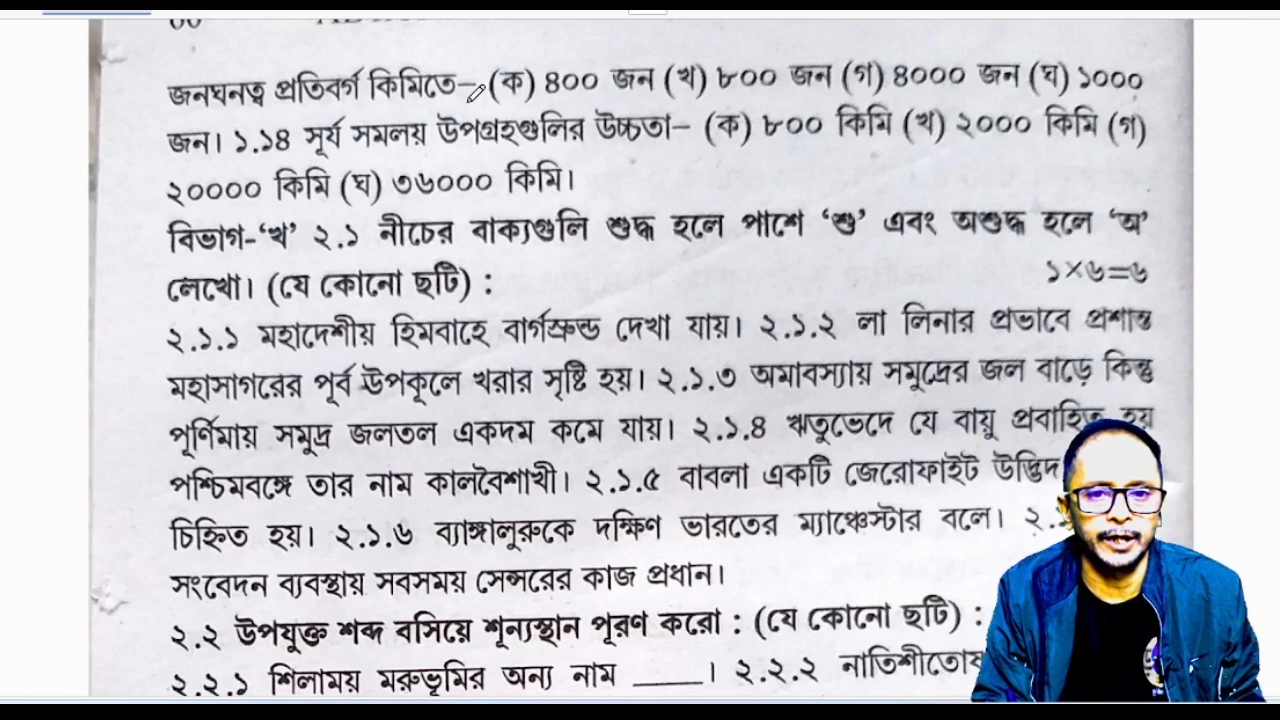 জনঘনত্ব প্রতিবর্গ কিমিতে– (ক) ৪০০ জন (খ) ৮০০ জন (গ) ৪০০০ জন (ঘ) ১০০০
জন। ১.১৪ সূর্য সমলয় উপগ্রহগুলির উচ্চতা– (ক) ৮০০ কিমি (খ) ২০০০ কিমি (গ)
২০০০০ কিমি (ঘ) ৩৬০০০ কিমি।
বিভাগ-‘খ’ ২.১ নীচের বাক্যগুলি শুদ্ধ হলে পাশে ‘শু’ এবং অশুদ্ধ হলে ‘অ’
লেখো। (যে কোনো ছটি) : ১×৬=৬
২.১.১ মহাদেশীয় হিমবাহে বার্গস্রুন্ড দেখা যায়। ২.১.২ লা লিনার প্রভাবে প্রশান্ত
মহাসাগরের পূর্ব উপকূলে খরার সৃষ্টি হয়। ২.১.৩ অমাবস্যায় সমুদ্রের জল বাড়ে কিন্তু
পূর্ণিমায় সমুদ্র জলতল একদম কমে যায়। ২.১.৪ ঋতুভেদে যে বায়ু প্রবাহিত হয়
পশ্চিমবঙ্গে তার নাম কালবৈশাখী। ২.১.৫ বাবলা একটি জেরোফাইট উদ্ভিদ
চিহ্নিত হয়। ২.১.৬ ব্যাঙ্গালুরুকে দক্ষিণ ভারতের ম্যাঞ্চেস্টার বলে।
সংবেদন ব্যবস্থায় সবসময় সেন্সরের কাজ প্রধান।
২.২ উপযুক্ত শব্দ বসিয়ে শূন্যস্থান পূরণ করো : (যে কোনো ছটি) :
২.২.১ শিলাময় মরুভূমির অন্য নাম _____। ২.২.২